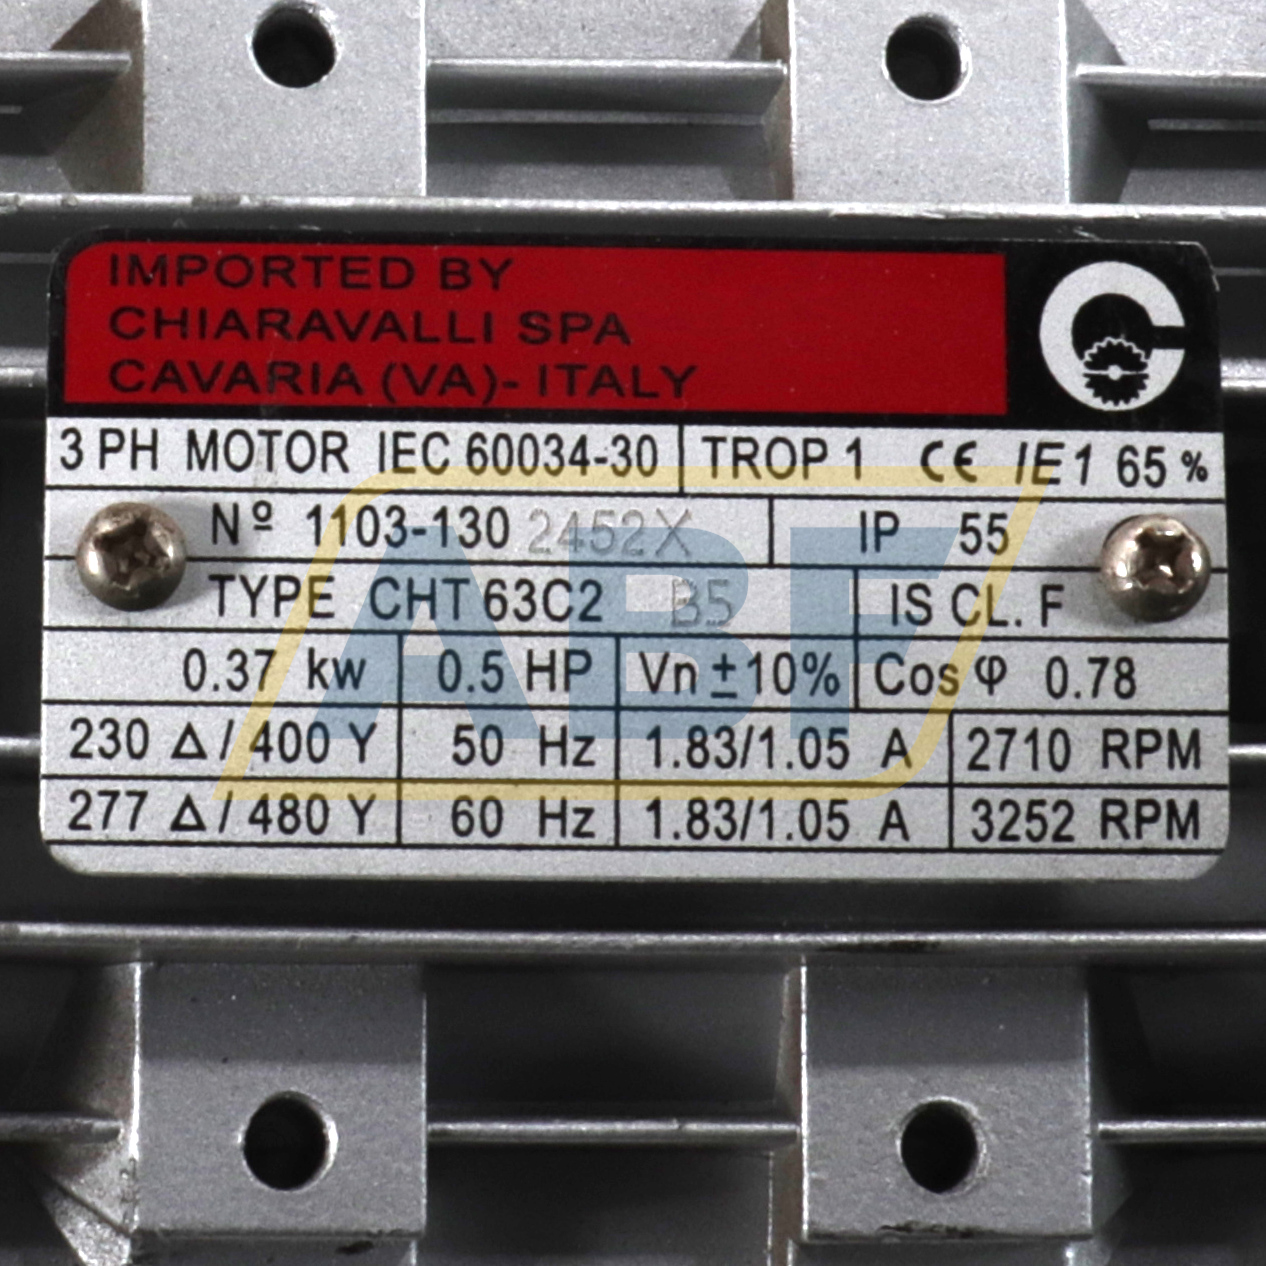 IMPORTED BY
CHIARAVALLI SPA
CAVARIA (VA)- ITALY
3 PH MOTOR IEC 60034-30 TROP 1 CE IE1 65 %
Nº 1103-130 2452X IP 55
TYPE CHT 63C2 B5 IS CL. F
0.37 kw 0.5 HP Vn ± 10% Cos φ 0.78
230 Δ / 400 Y 50 Hz 1.83/1.05 A 2710 RPM
277 Δ / 480 Y 60 Hz 1.83/1.05 A 3252 RPM
ABF